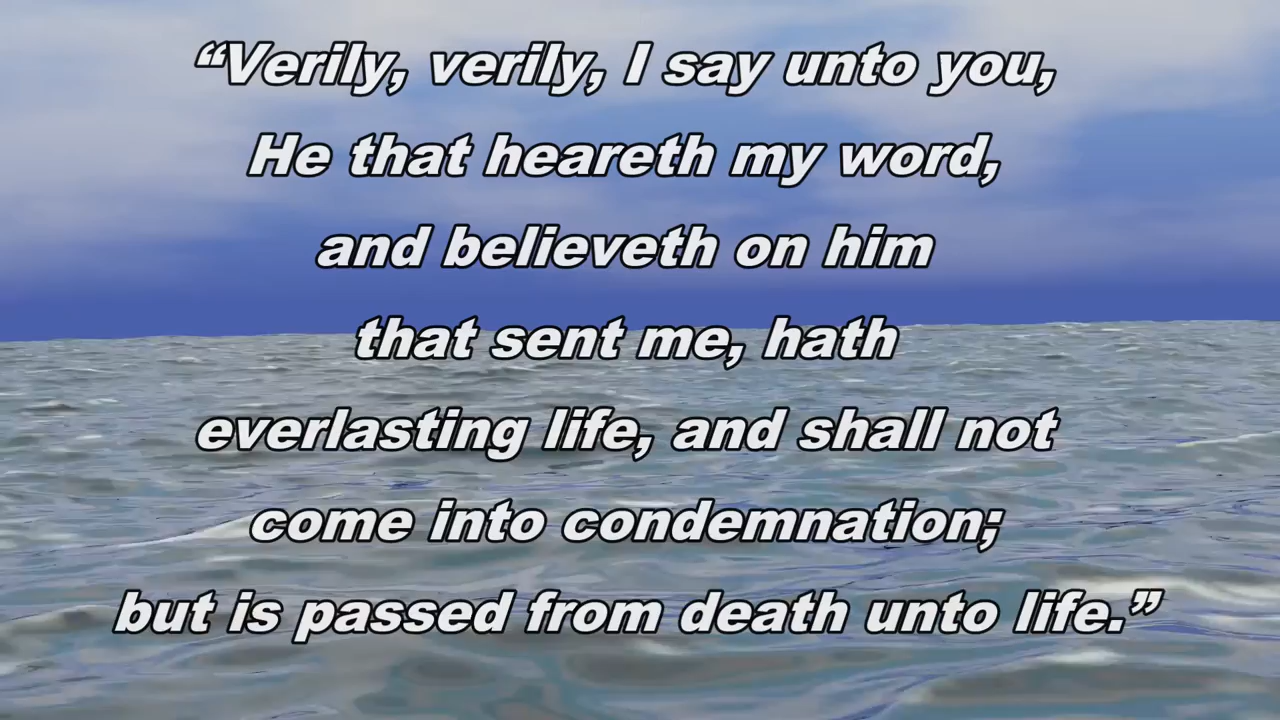 “Verily, verily, I say unto you,
He that heareth my word,
and believeth on him
that sent me, hath
everlasting life, and shall not
come into condemnation;
but is passed from death unto life.”